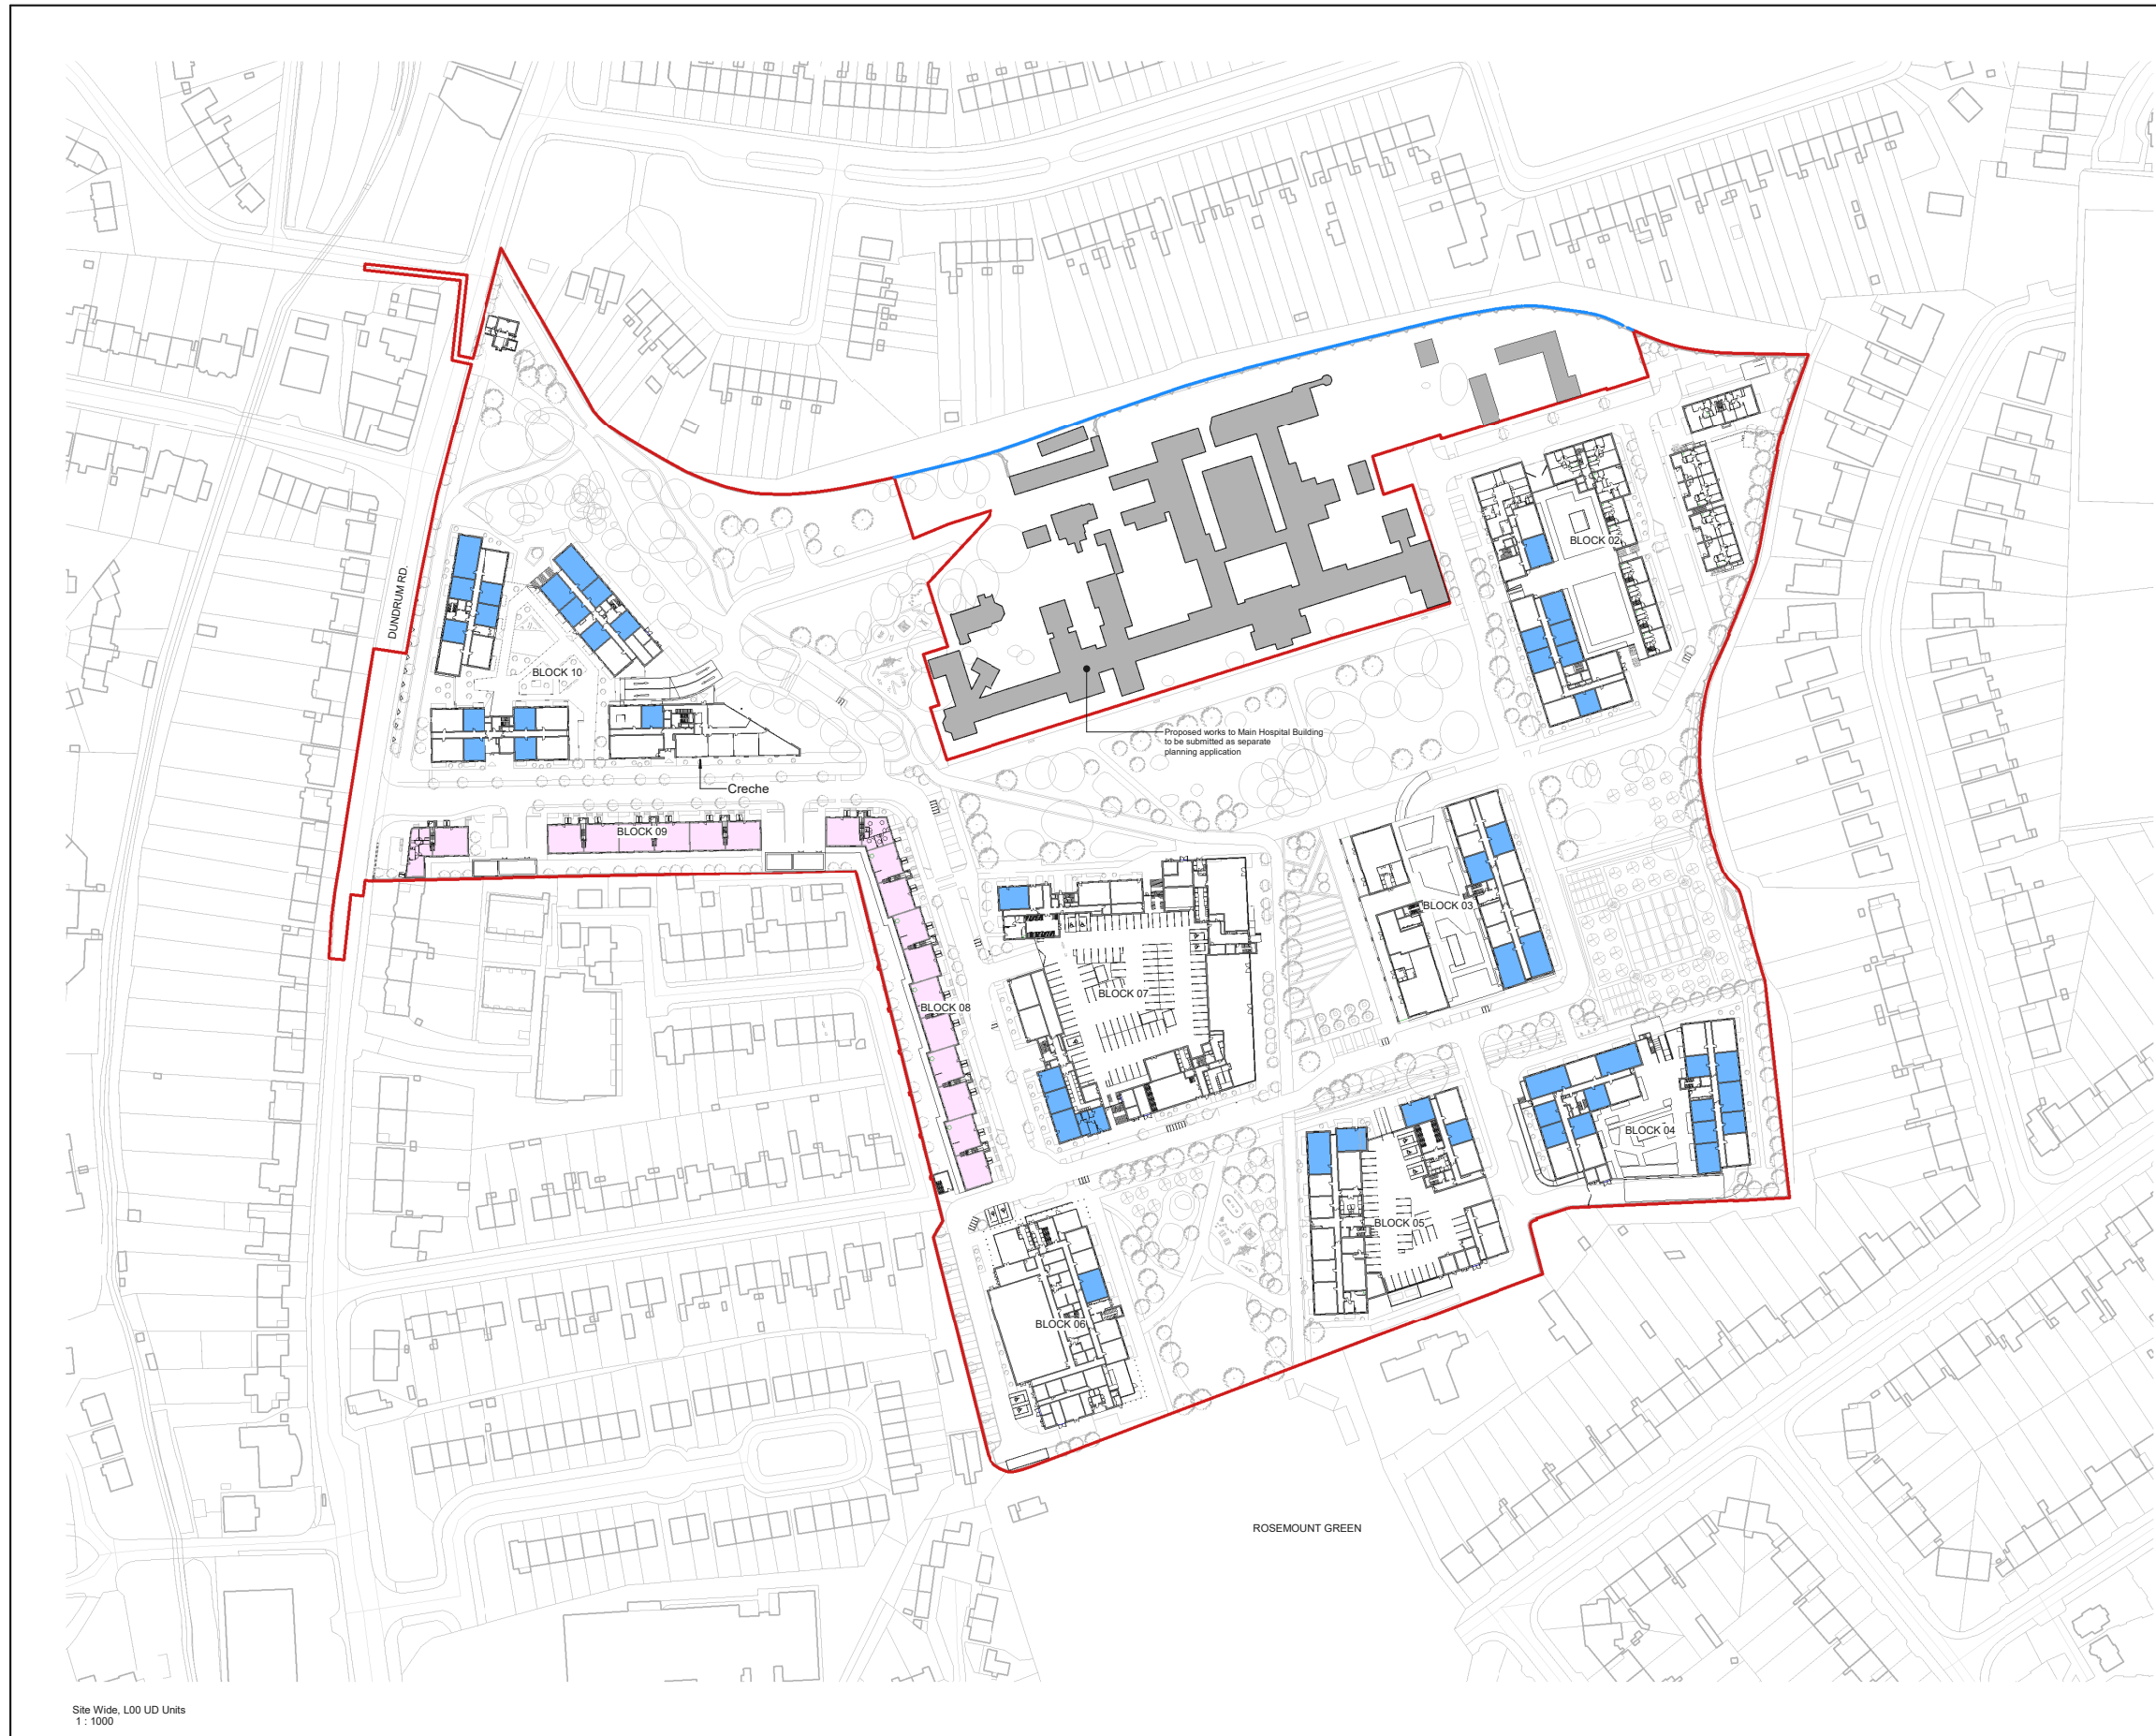 DUNDRUM RD.
BLOCK 02
BLOCK 10
Proposed works to Main Hospital Building
to be submitted as separate
planning application
Creche
BLOCK 09
BLOCK 03
BLOCK 07
BLOCK 08
BLOCK 04
BLOCK 05
BLOCK 06
ROSEMOUNT GREEN
Site Wide, L00 UD Units
1 : 1000